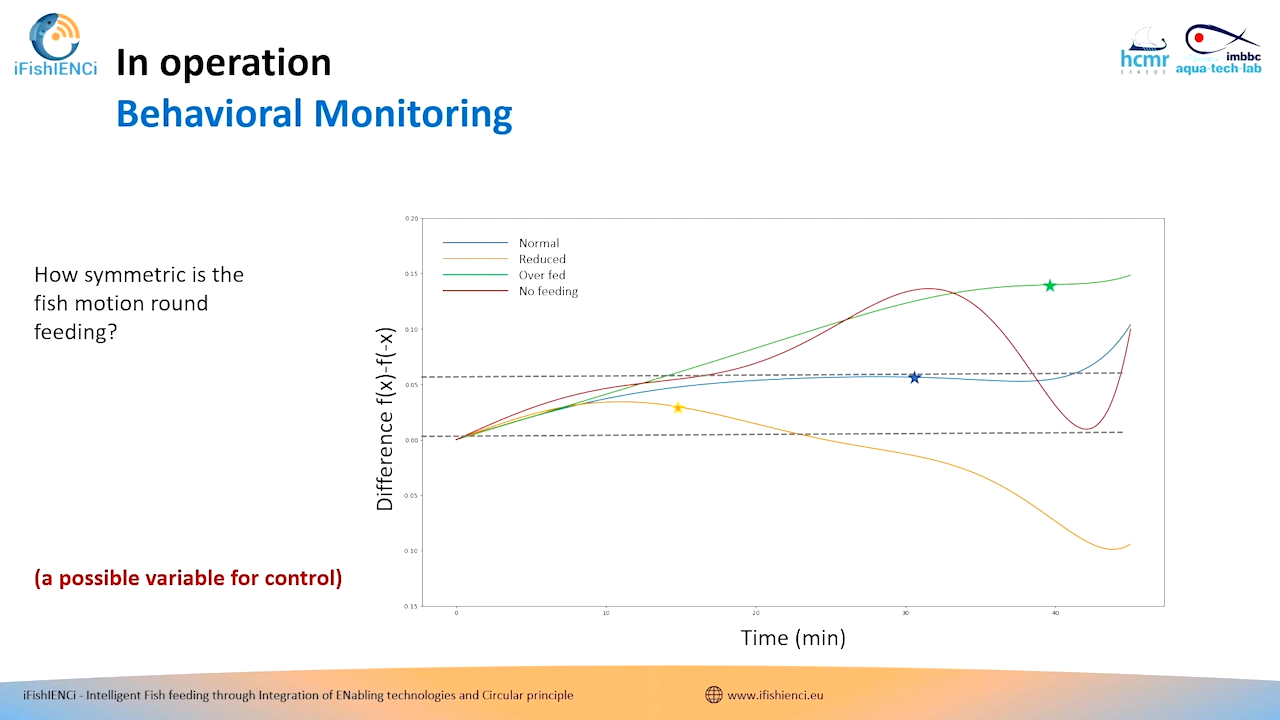 iFishIENCi
In operation
Behavioral Monitoring
hcmr
ΕΛΚΕΘΕ
imbbc
aqua-tech-lab
How symmetric is the
fish motion round
feeding?
(a possible variable for control)
Difference f(x)-f(-x)
0.20
0.15
0.10
0.05
0.00
0.05
0.10
0.15
Normal
Reduced
Over fed
No feeding
0
10
20
30
40
Time (min)
iFishIENCi - Intelligent Fish feeding through Integration of ENabling technologies and Circular principle
www.ifishienci.eu